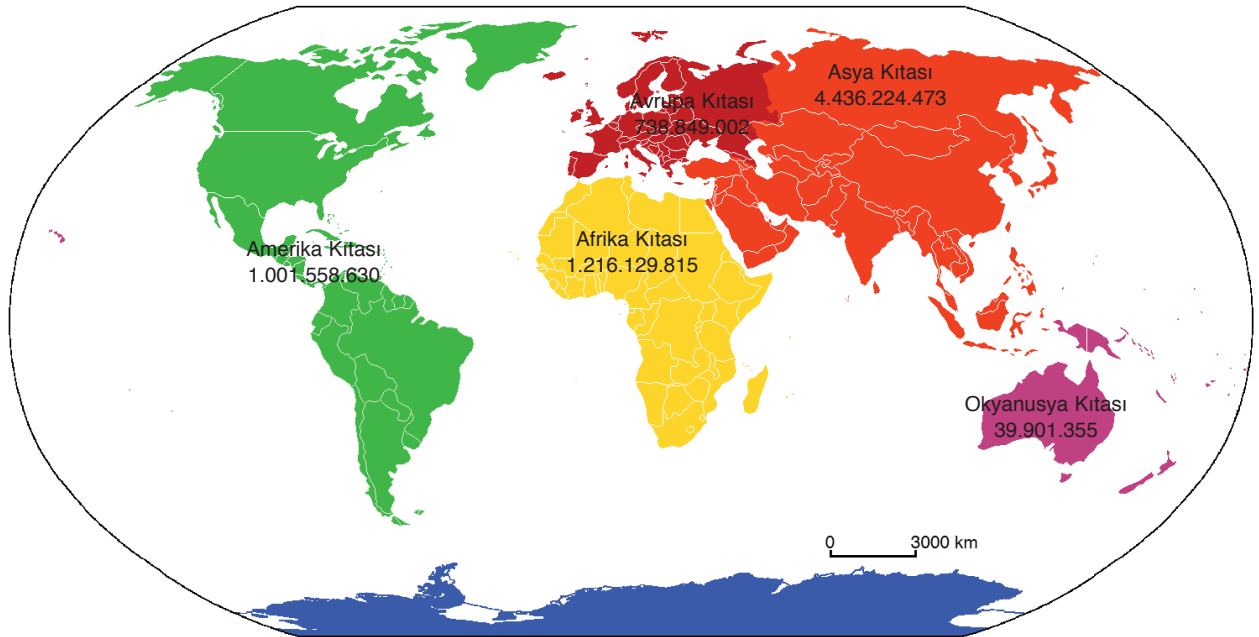 Asya Kıtası
4.436.224.473
Avrupa Kıtası
738.849.002
Amerika Kıtası
1.001.558.630
Afrika Kıtası
1.216.129.815
Okyanusya Kıtası
39.901.355
0 3000 km